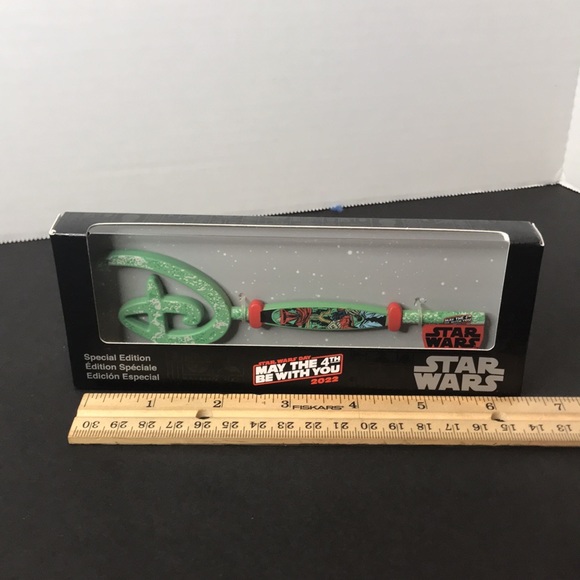 STAR
WARS
Special Edition
Édition Spéciale
Edición Especial
STAR WARS DAY
MAY THE 4TH
BE WITH YOU
2022
STAR
WARS
1 2 3 FISKARS 4 5 6 7
30 29 28 27 26 25 24 23 22 21 20 19 18 17 16 15 14 13 12